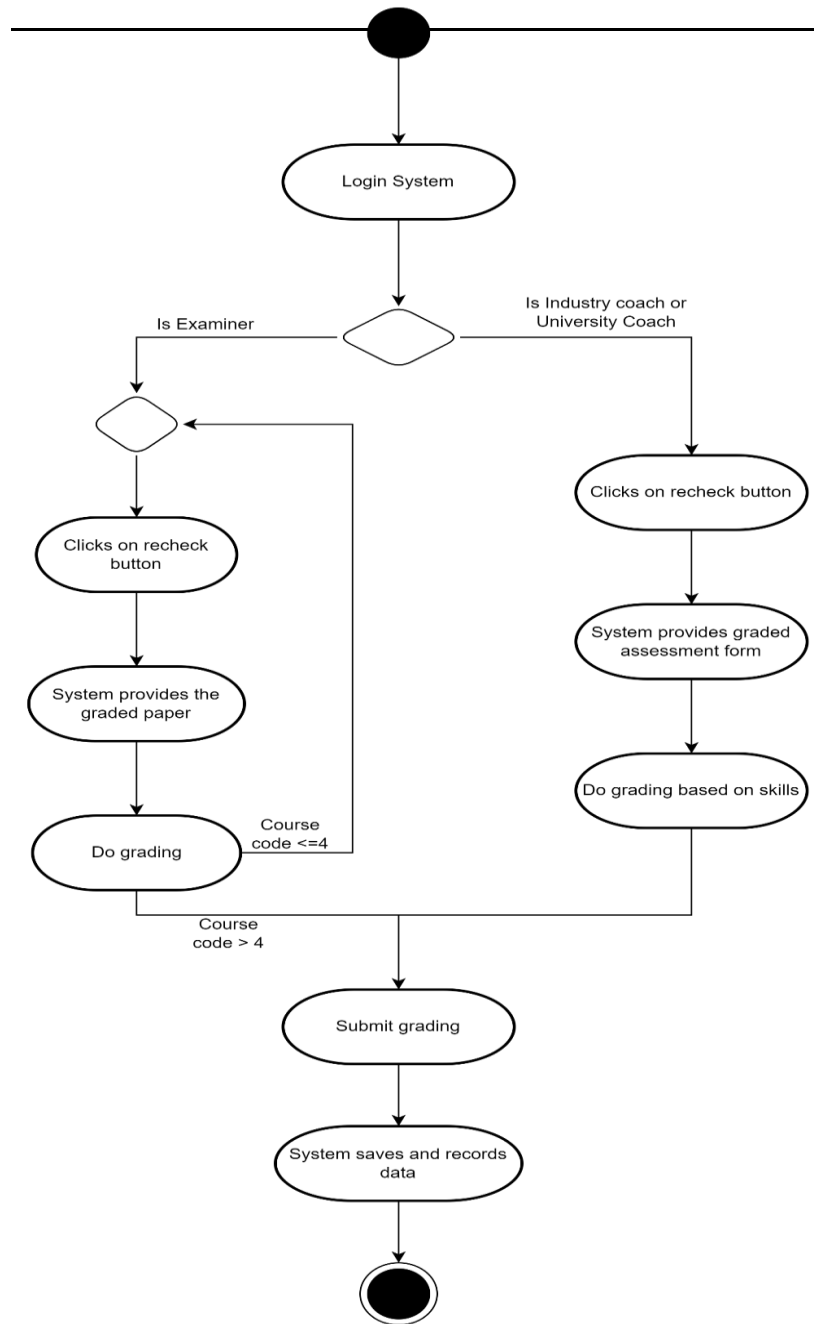 Login System
Is Examiner
Is Industry coach or
University Coach
Clicks on recheck
button
System provides the
graded paper
Do grading
Course
code <=4
Course
code > 4
Clicks on recheck button
System provides graded
assessment form
Do grading based on skills
Submit grading
System saves and records
data